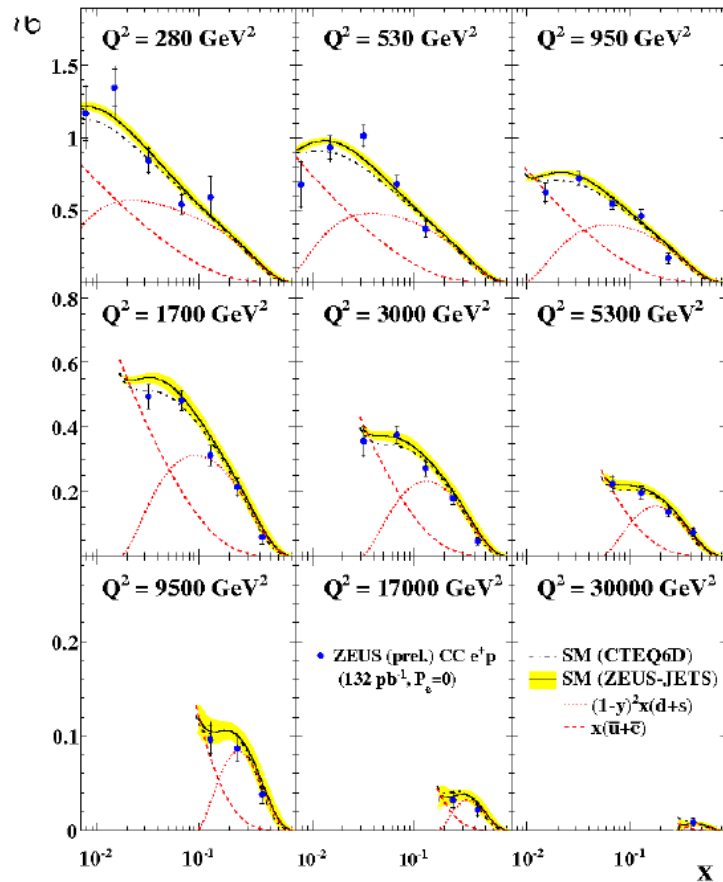 σ̃
Q² = 280 GeV² Q² = 530 GeV² Q² = 950 GeV²
1.5
1
0.5
0.8
Q² = 1700 GeV² Q² = 3000 GeV² Q² = 5300 GeV²
0.6
0.4
0.2
0
Q² = 9500 GeV² Q² = 17000 GeV² Q² = 30000 GeV²
0.2
ZEUS (prel.) CC e⁺p
(132 pb⁻¹, Pₑ=0)
SM (CTEQ6D)
SM (ZEUS-JETS)
(1-y)²x(d+s)
x(ū+c̄)
0.1
0
10⁻² 10⁻¹ 10⁻² 10⁻¹ 10⁻² 10⁻¹ x